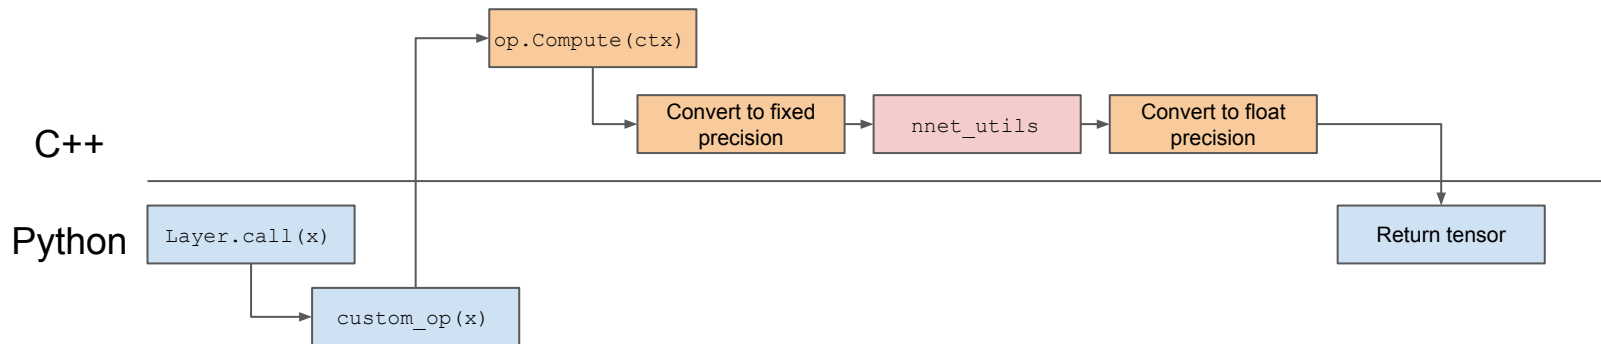 op.Compute(ctx)
Convert to fixed
precision
nnet_utils
Convert to float
precision
C++
Python
Layer.call(x)
Return tensor
custom_op(x)